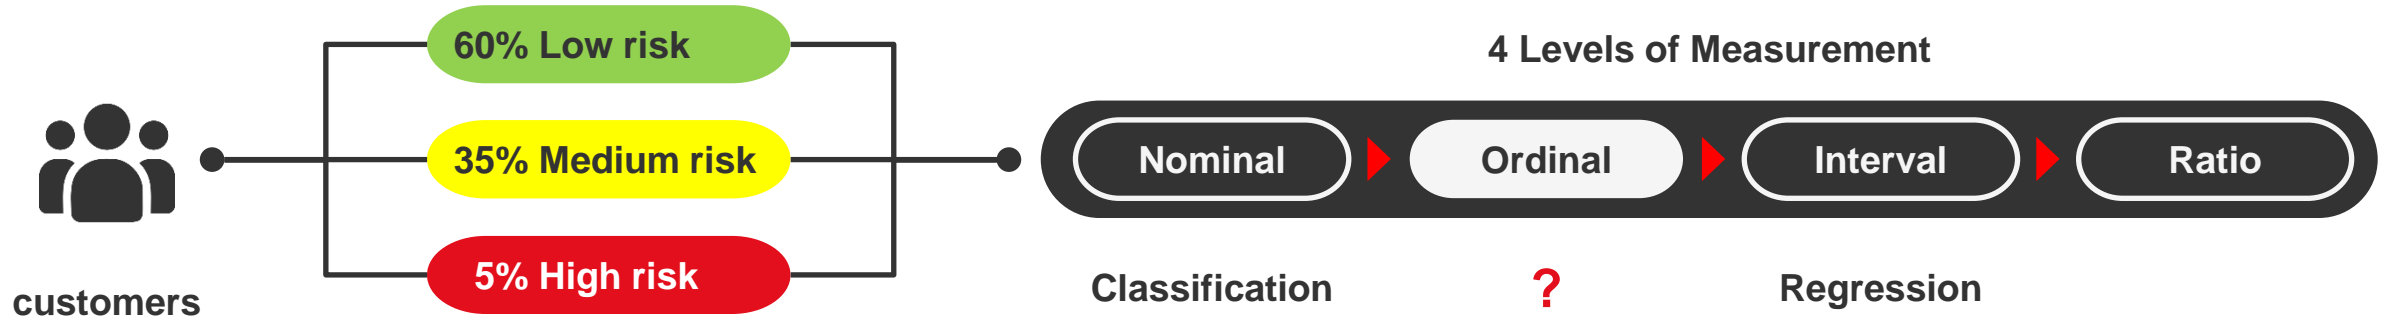 customers
60% Low risk
35% Medium risk
5% High risk
4 Levels of Measurement
Nominal
Ordinal
Interval
Ratio
Classification
?
Regression